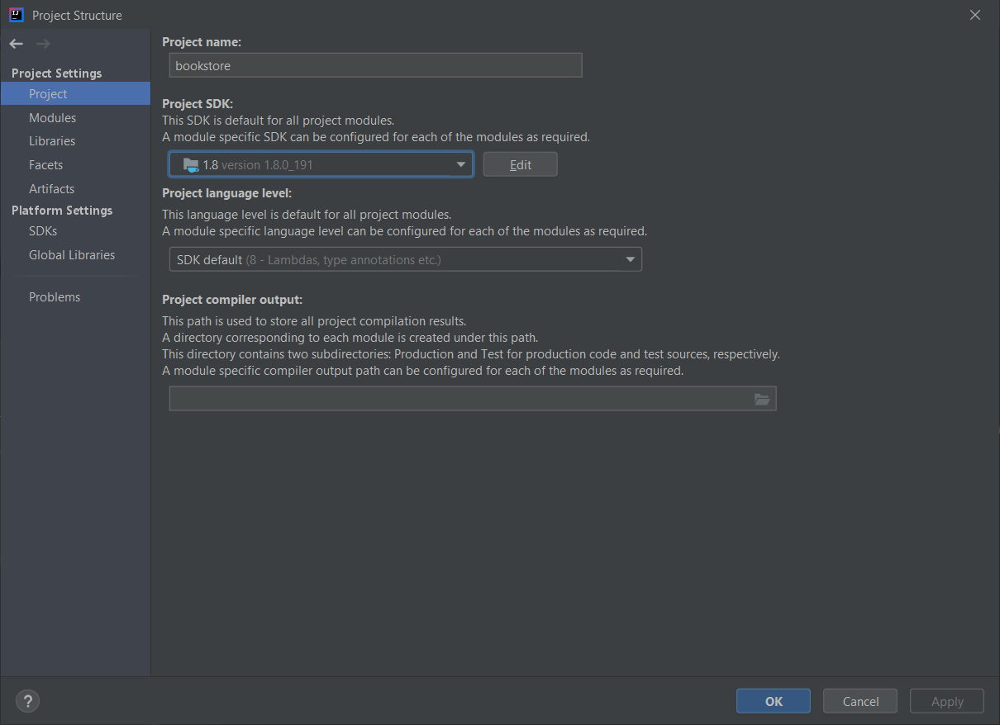 Project Structure
Project Settings
Project
Modules
Libraries
Facets
Artifacts
Platform Settings
SDKs
Global Libraries
Problems
Project name:
bookstore
Project SDK:
This SDK is default for all project modules.
A module specific SDK can be configured for each of the modules as required.
1.8 version 1.8.0_191
Edit
Project language level:
This language level is default for all project modules.
A module specific language level can be configured for each of the modules as required.
SDK default (8 - Lambdas, type annotations etc.)
Project compiler output:
This path is used to store all project compilation results.
A directory corresponding to each module is created under this path.
This directory contains two subdirectories: Production and Test for production code and test sources, respectively.
A module specific compiler output path can be configured for each of the modules as required.
?
OK
Cancel
Apply